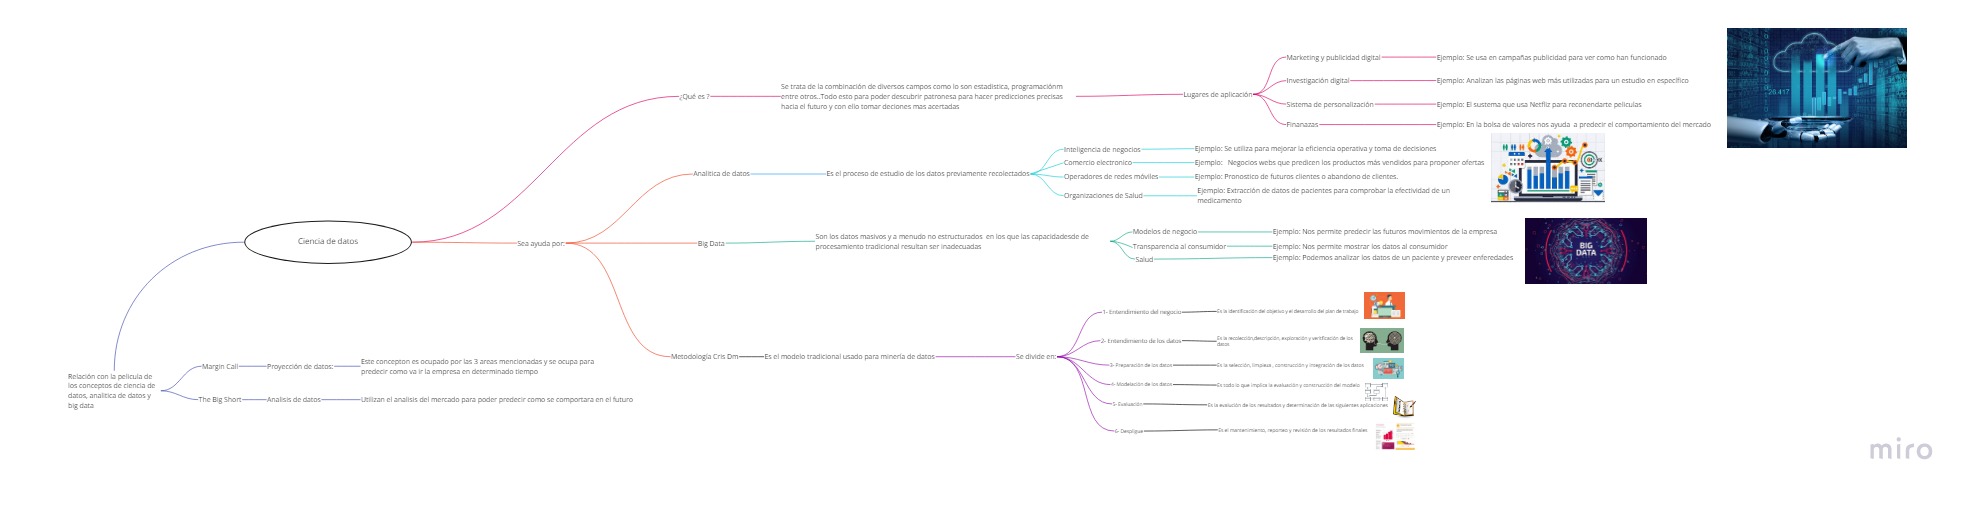 Ciencia de datos
¿Qué es ?
Se trata de la combinación de diversos campos como lo son estadistica, programaciónm
entre otros..Todo esto para poder descubrir patronesa para hacer predicciones precisas
hacia el futuro y con ello tomar deciones mas acertadas
Lugares de aplicación
Marketing y publicidad digital
Ejemplo: Se usa en campañas publicidad para ver como han funcionado
Investigación digital
Ejemplo: Analizan las páginas web más utilizadas para un estudio en específico
Sistema de personalización
Ejemplo: El sustema que usa Netfliz para reconendarte peliculas
Finanazas
Ejemplo: En la bolsa de valores nos ayuda a predecir el comportamiento del mercado
28.417
Sea ayuda por:
Analitica de datos
Es el proceso de estudio de los datos previamente recolectados
Inteligencia de negocios
Ejemplo: Se utiliza para mejorar la eficiencia operativa y toma de decisiones
Comercio electronico
Ejemplo: Negocios webs que predicen los productos más vendidos para proponer ofertas
Operadores de redes móviles
Ejemplo: Pronostico de futuros clientes o abandono de clientes.
Organizaciones de Salud
Ejemplo: Extracción de datos de pacientes para comprobar la efectividad de un
medicamento
Big Data
Son los datos masivos y a menudo no estructurados en los que las capacidadesde de
procesamiento tradicional resultan ser inadecuadas
Modelos de negocio
Ejemplo: Nos permite predecir las futuros movimientos de la empresa
Transparencia al consumidor
Ejemplo: Nos permite mostrar los datos al consumidor
Salud
Ejemplo: Podemos analizar los datos de un paciente y preveer enferedades
BIG
DATA
Metodología Cris Dm
Es el modelo tradicional usado para minería de datos
Se divide en:
1- Entendimiento del negocio
Es la identificación del objetivo y el desarrollo del plan de trabajo
2- Entendimiento de los datos
Es la recolección,descripción, exploración y veritificación de los
datos
3- Preparación de los datos
Es la selección, limpieza , construcción y integración de los datos
4- Modelación de los datos
Es todo lo que implica la evaluación y construcción del modelo
5- Evaluación
Es la evalución de los resultados y determinación de las siguientes aplicaciones
6- Despligue
Es el mantenimiento, reporteo y revisión de los resultados finales
Relación con la película de
los conceptos de ciencia de
datos, analítica de datos y
big data
Margin Call
Proyección de datos:
Este concepton es ocupado por las 3 areas mencionadas y se ocupa para
predecir como va ir la empresa en determinado tiempo
The Big Short
Analisis de datos
Utilizan el analisis del mercado para poder predecir como se comportara en el futuro
miro